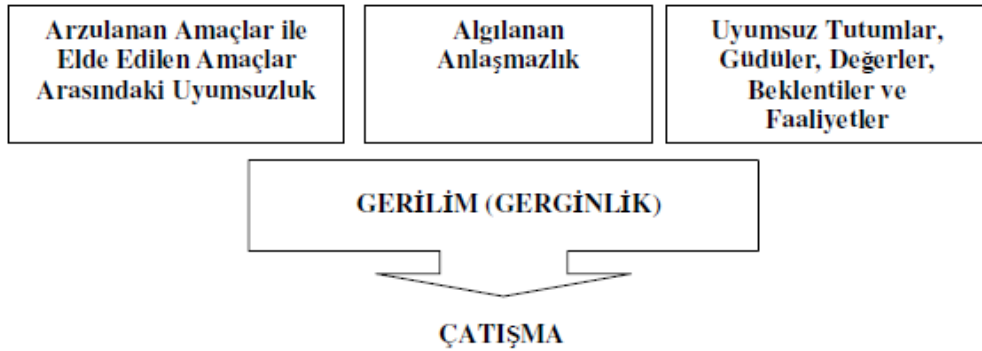 Arzulanan Amaçlar ile
Elde Edilen Amaçlar
Arasındaki Uyumsuzluk
Algılanan
Anlaşmazlık
Uyumsuz Tutumlar,
Güdüler, Değerler,
Beklentiler ve
Faaliyetler
GERİLİM (GERGİNLİK)
ÇATIŞMA